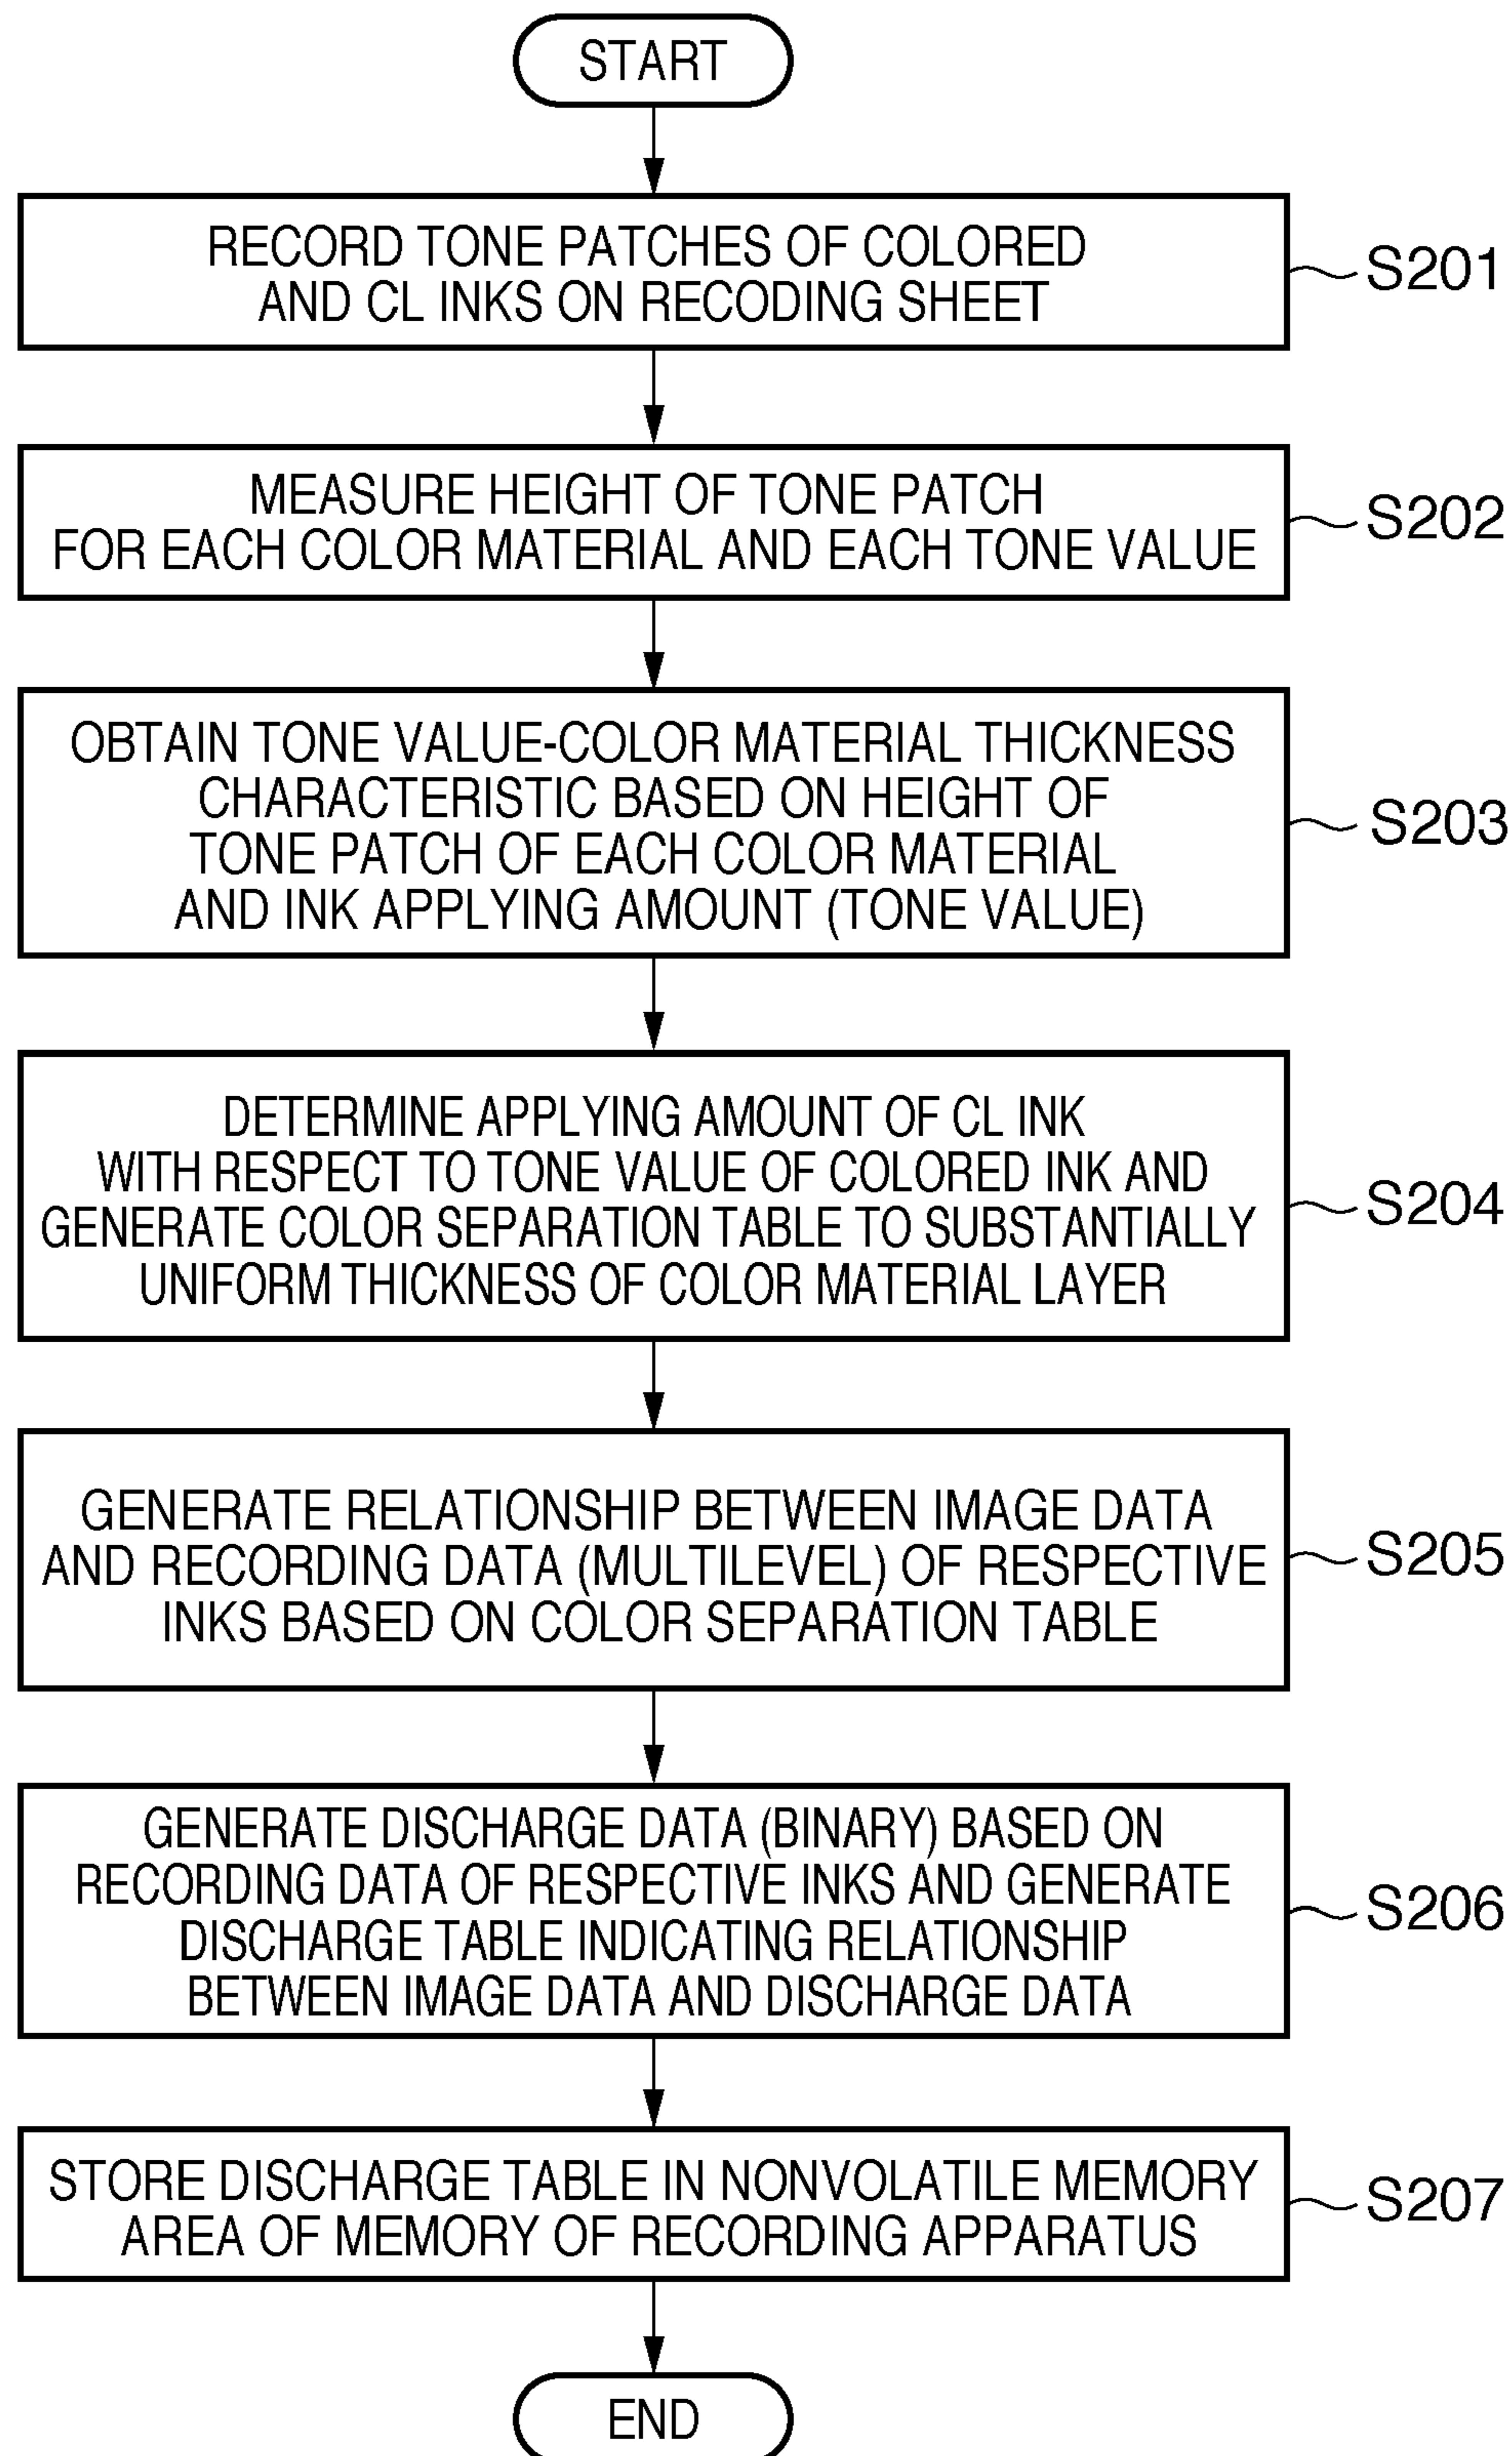 START
RECORD TONE PATCHES OF COLORED
AND CL INKS ON RECODING SHEET
S201
MEASURE HEIGHT OF TONE PATCH
FOR EACH COLOR MATERIAL AND EACH TONE VALUE
S202
OBTAIN TONE VALUE-COLOR MATERIAL THICKNESS
CHARACTERISTIC BASED ON HEIGHT OF
TONE PATCH OF EACH COLOR MATERIAL
AND INK APPLYING AMOUNT (TONE VALUE)
S203
DETERMINE APPLYING AMOUNT OF CL INK
WITH RESPECT TO TONE VALUE OF COLORED INK AND
GENERATE COLOR SEPARATION TABLE TO SUBSTANTIALLY
UNIFORM THICKNESS OF COLOR MATERIAL LAYER
S204
GENERATE RELATIONSHIP BETWEEN IMAGE DATA
AND RECORDING DATA (MULTILEVEL) OF RESPECTIVE
INKS BASED ON COLOR SEPARATION TABLE
S205
GENERATE DISCHARGE DATA (BINARY) BASED ON
RECORDING DATA OF RESPECTIVE INKS AND GENERATE
DISCHARGE TABLE INDICATING RELATIONSHIP
BETWEEN IMAGE DATA AND DISCHARGE DATA
S206
STORE DISCHARGE TABLE IN NONVOLATILE MEMORY
AREA OF MEMORY OF RECORDING APPARATUS
S207
END